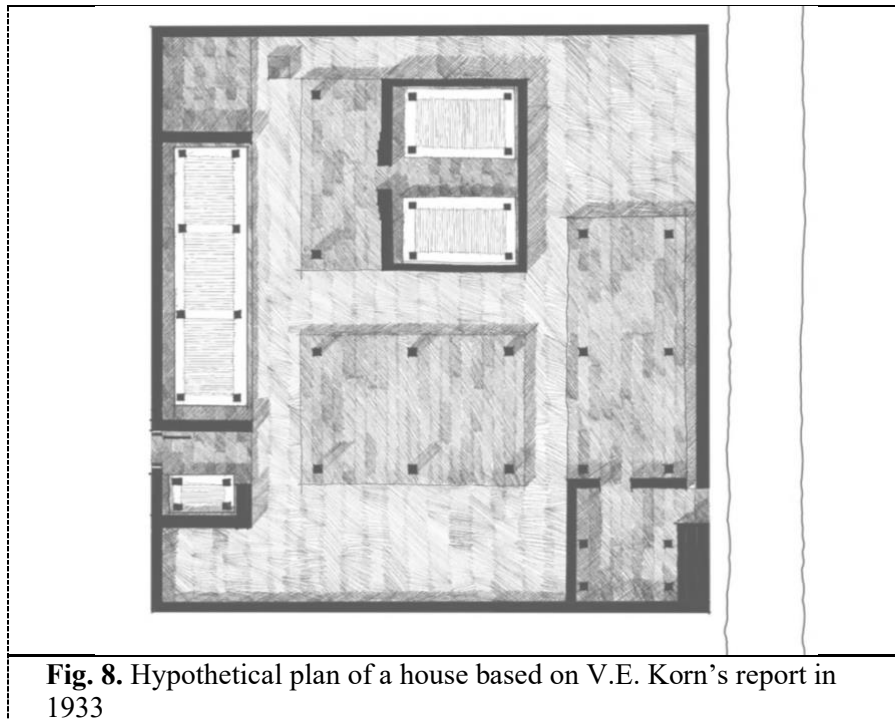 Fig. 8. Hypothetical plan of a house based on V.E. Korn’s report in
1933